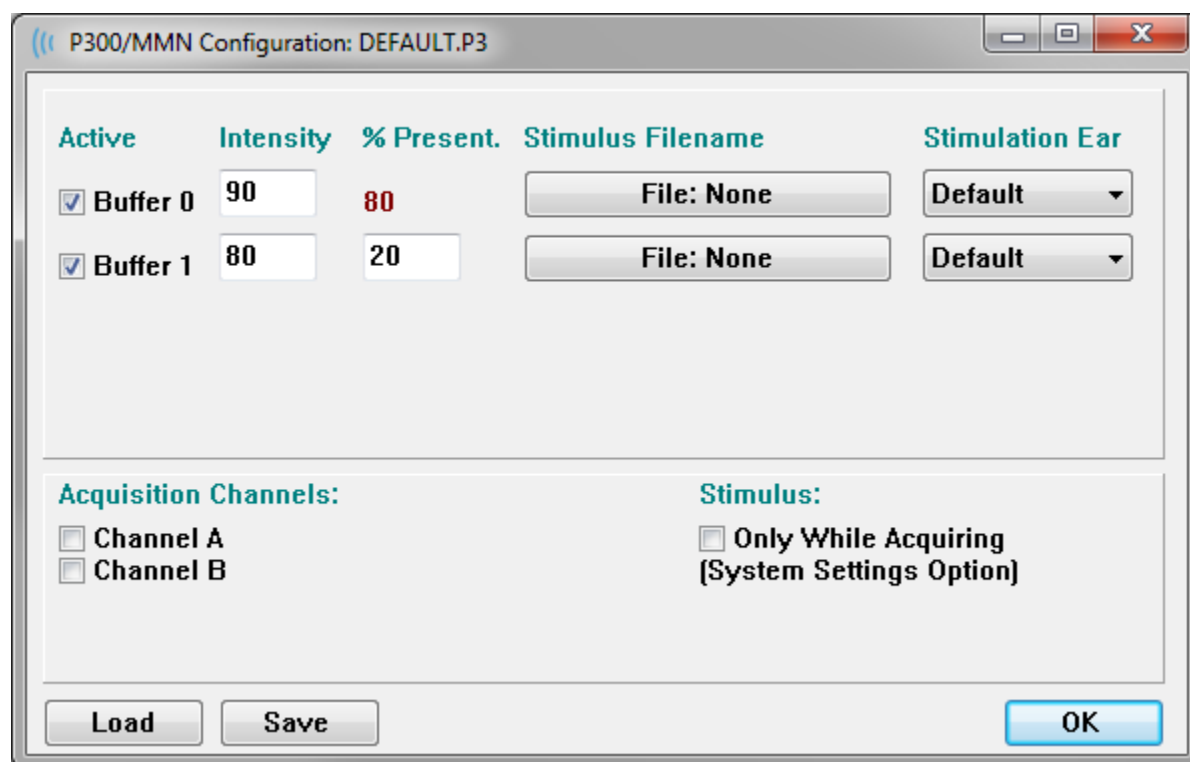 P300/MMN Configuration: DEFAULT.P3
Active Intensity % Present. Stimulus Filename Stimulation Ear
Buffer 0 90 80 File: None Default
Buffer 1 80 20 File: None Default
Acquisition Channels: Stimulus:
Channel A Only While Acquiring
Channel B (System Settings Option)
Load Save OK